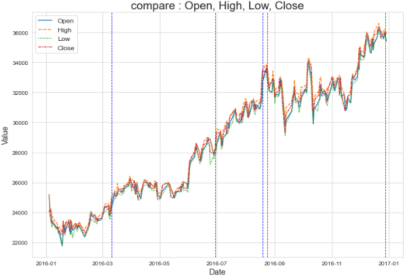 compare : Open, High, Low, Close
Open
High
Low
Close
Value
36000
34000
32000
30000
28000
26000
24000
22000
2016-01
2016-03
2016-05
2016-07
2016-09
2016-11
2017-01
Date